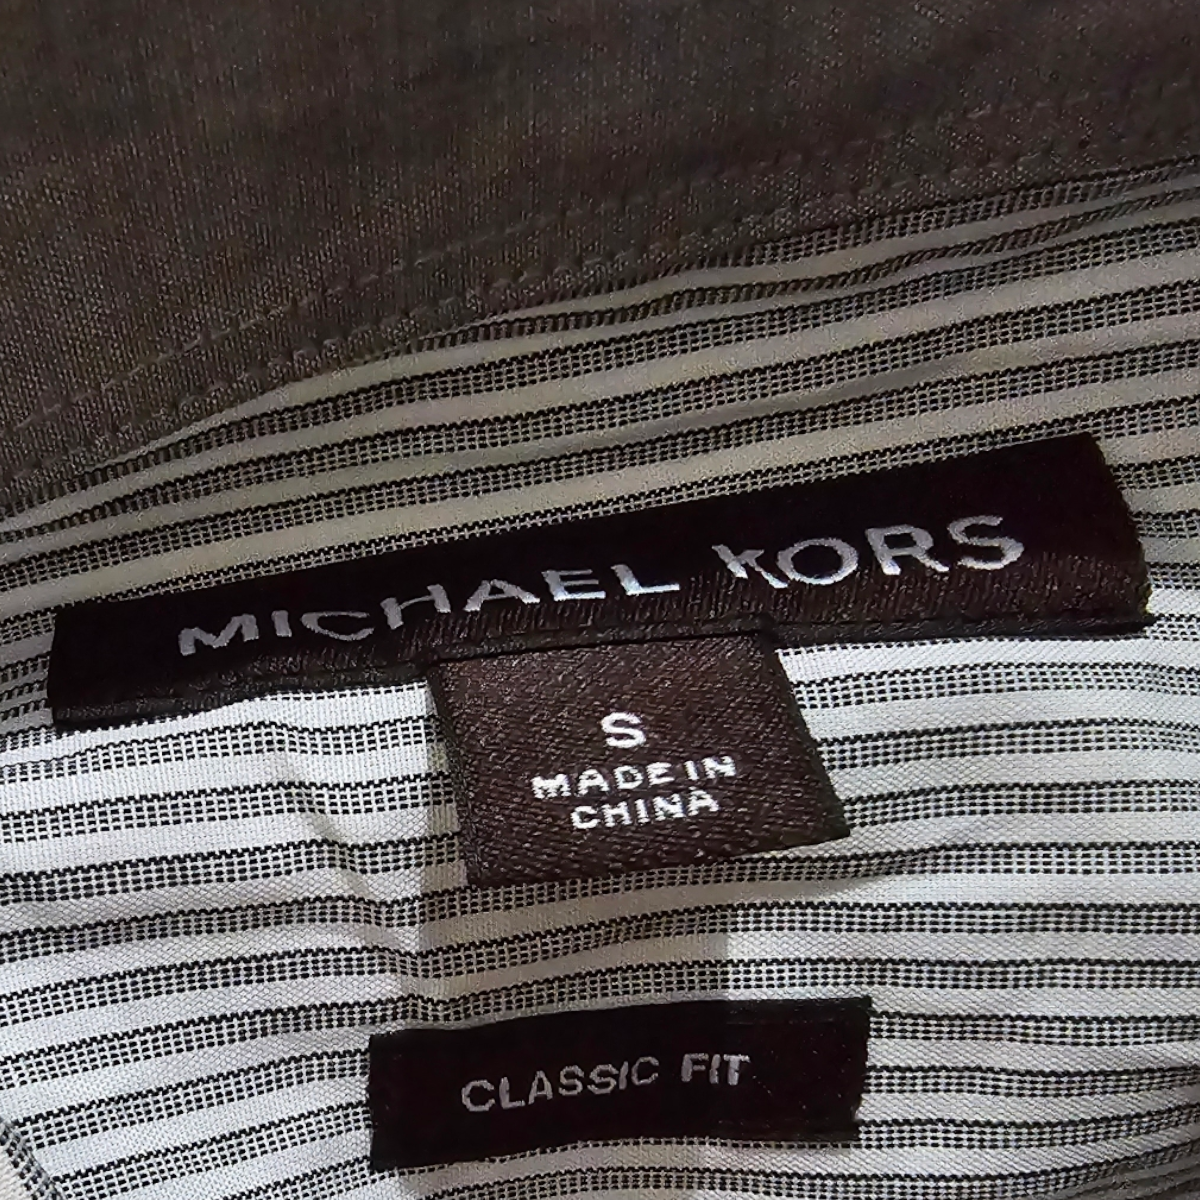 MICHAEL KORS
S
MADE IN
CHINA
CLASSIC FIT